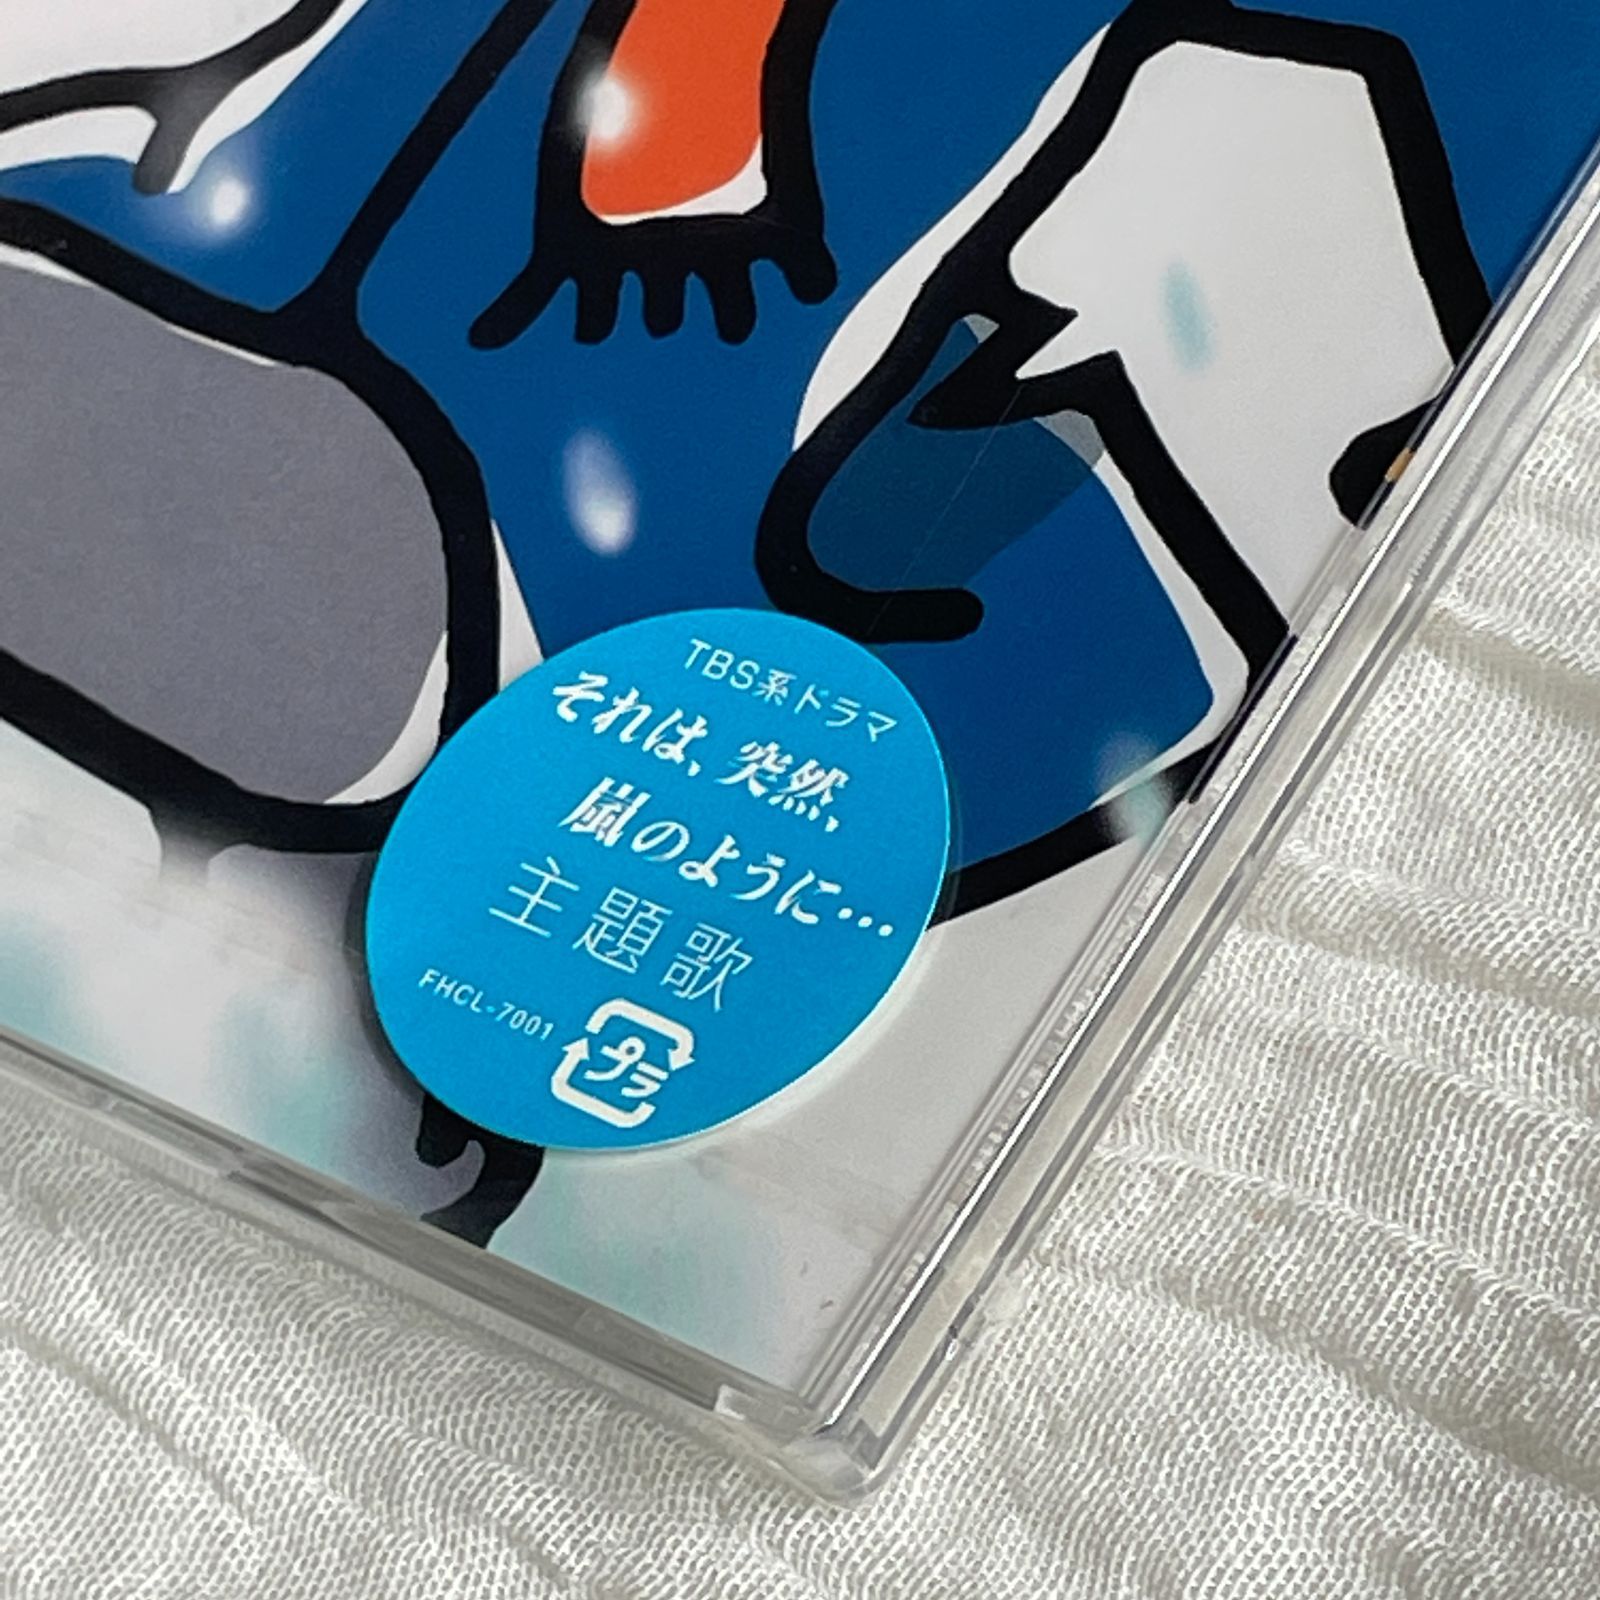 TBS系ドラマ
それは、突然、
嵐のように…
主題歌
FHCL-7001
プラ